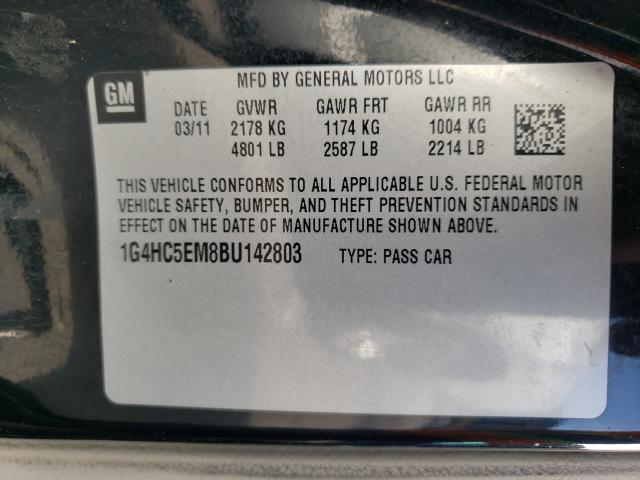 GM
MFD BY GENERAL MOTORS LLC
DATE GVWR GAWR FRT GAWR RR
03/11 2178 KG 1174 KG 1004 KG
4801 LB 2587 LB 2214 LB
THIS VEHICLE CONFORMS TO ALL APPLICABLE U.S. FEDERAL MOTOR
VEHICLE SAFETY, BUMPER, AND THEFT PREVENTION STANDARDS IN
EFFECT ON THE DATE OF MANUFACTURE SHOWN ABOVE.
1G4HC5EM8BU142803 TYPE: PASS CAR